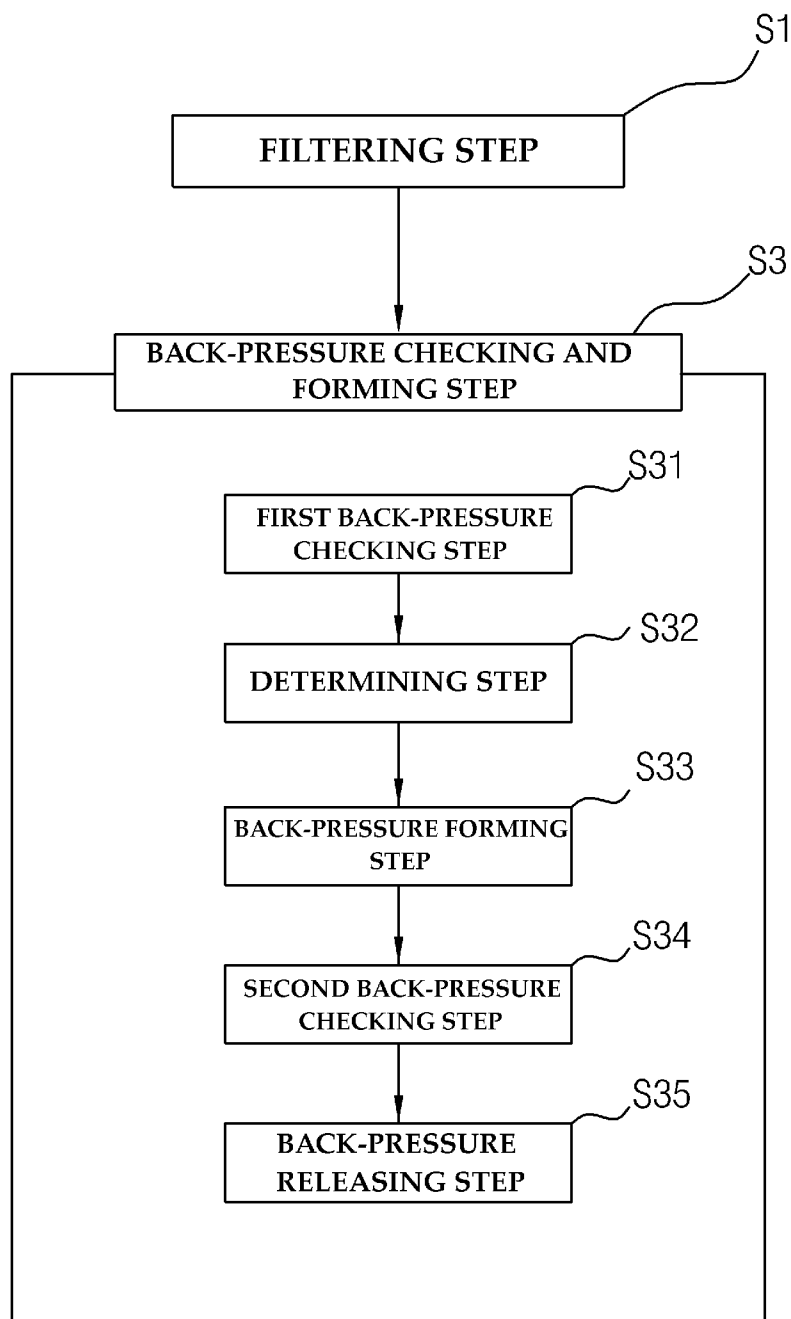 S1
FILTERING STEP
S3
BACK-PRESSURE CHECKING AND
FORMING STEP
S31
FIRST BACK-PRESSURE
CHECKING STEP
S32
DETERMINING STEP
S33
BACK-PRESSURE FORMING
STEP
S34
SECOND BACK-PRESSURE
CHECKING STEP
S35
BACK-PRESSURE
RELEASING STEP